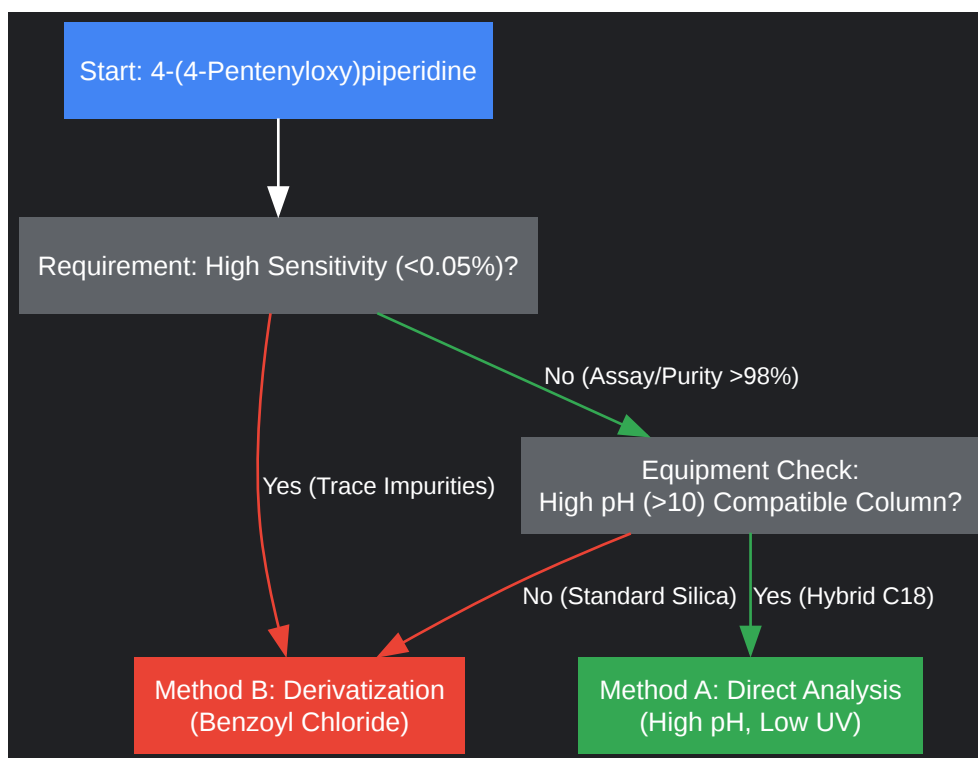 Start: 4-(4-Pentenyloxy)piperidine
Requirement: High Sensitivity (<0.05%)?
No (Assay/Purity >98%)
Equipment Check:
High pH (>10) Compatible Column?
Yes (Trace Impurities)
No (Standard Silica)
Yes (Hybrid C18)
Method B: Derivatization
(Benzoyl Chloride)
Method A: Direct Analysis
(High pH, Low UV)